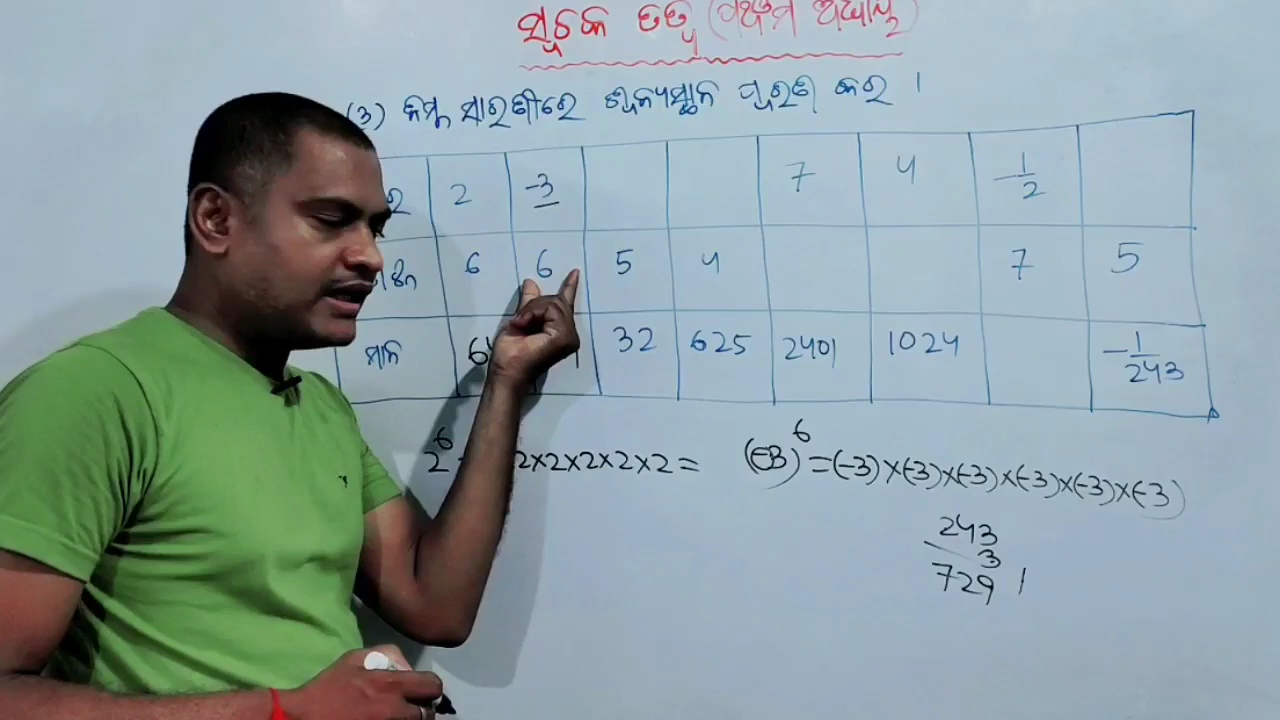 ସୂଚକ ତତ୍ତ୍ୱ (ପଞ୍ଚମ ଅଧ୍ୟାୟ)
(3) ନିମ୍ନ ସାରଣୀରେ ଶୂନ୍ୟସ୍ଥାନ ପୂରଣ କର ।
2 -3 7 4 -1/2
6 6 5 4 7 5
ମାନ 32 625 2401 1024 -1/243
2×2×2×2×2 = (-3)⁶ = (-3)×(-3)×(-3)×(-3)×(-3)×(-3)
243
3
729